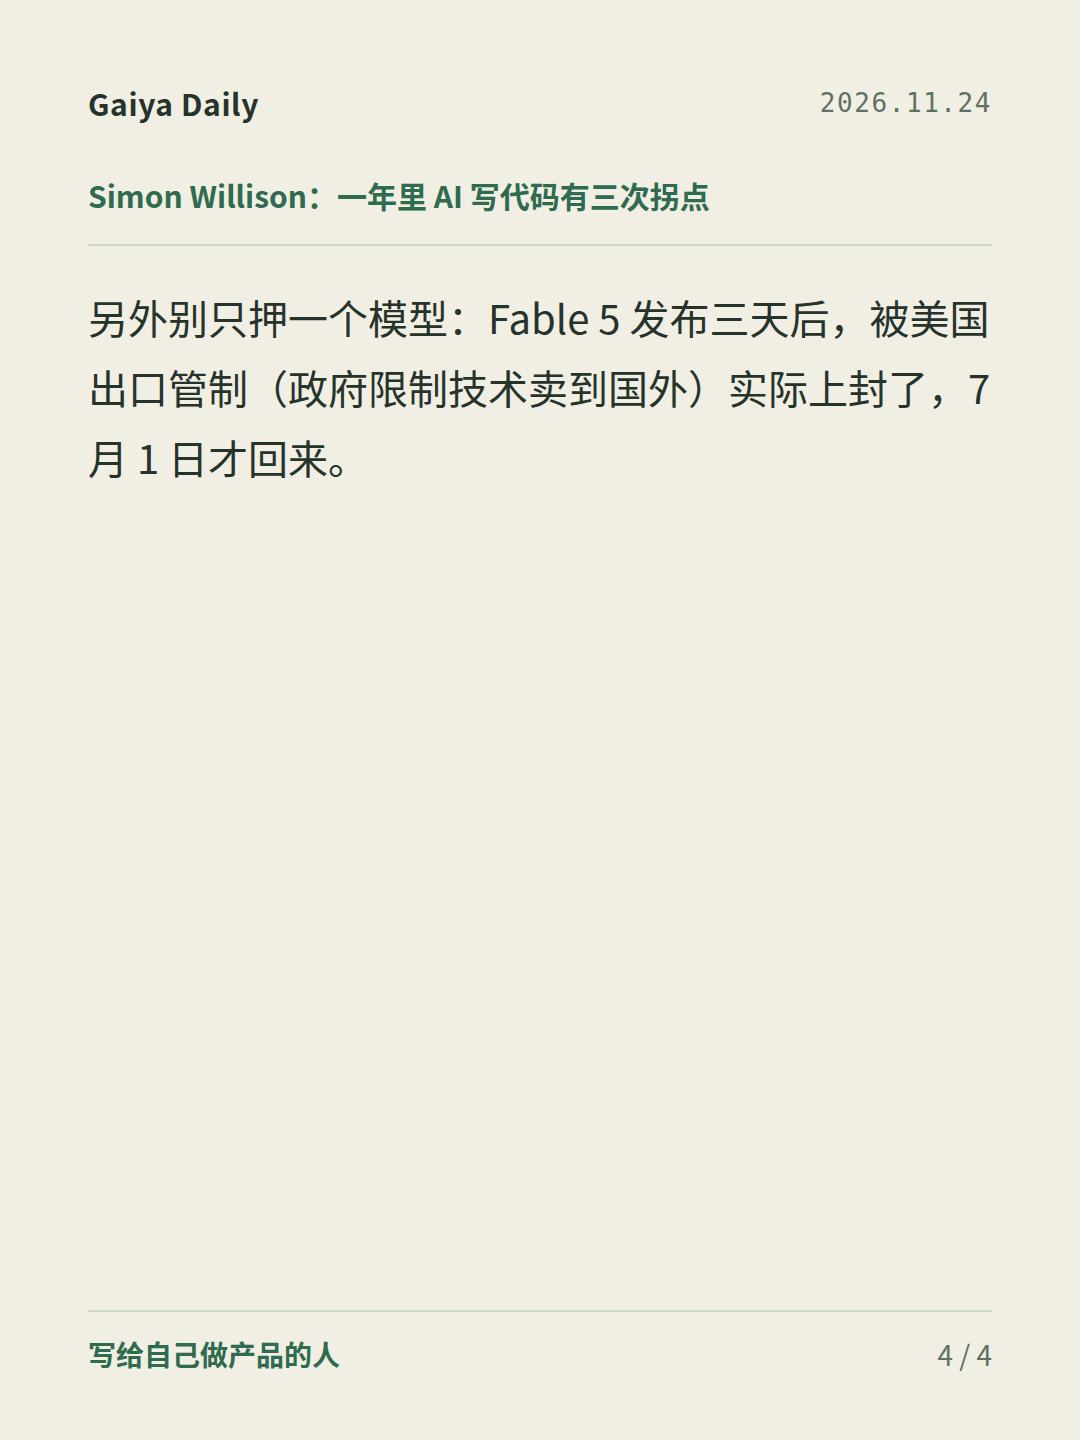 Gaiya Daily
2026.11.24
Simon Willison：一年里 AI 写代码有三次拐点
另外别只押一个模型：Fable 5 发布三天后，被美国
出口管制（政府限制技术卖到国外）实际上封了，7
月 1 日才回来。
写给自己做产品的人
4 / 4